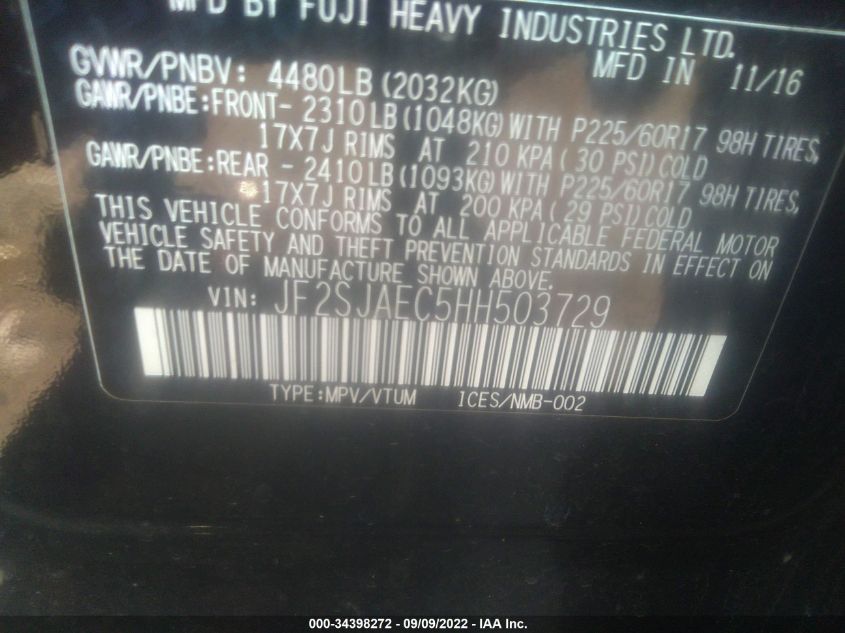 MFD BY FUJI HEAVY INDUSTRIES LTD.
MFD IN 11/16
GVWR/PNBV: 4480LB (2032KG)
GAWR/PNBE:FRONT- 2310LB(1048KG)WITH P225/60R17 98H TIRES,
17X7J RIMS AT 210 KPA(30 PSI)COLD
GAWR/PNBE:REAR - 2410LB(1093KG)WITH P225/60R17 98H TIRES,
17X7J RIMS AT 200 KPA(29 PSI)COLD
THIS VEHICLE CONFORMS TO ALL APPLICABLE FEDERAL MOTOR
VEHICLE SAFETY AND THEFT PREVENTION STANDARDS IN EFFECT ON
THE DATE OF MANUFACTURE SHOWN ABOVE.
VIN: JF2SJAEC5HH503729
TYPE:MPV/VTUM ICES/NMB-002
000-34398272 - 09/09/2022 - IAA Inc.